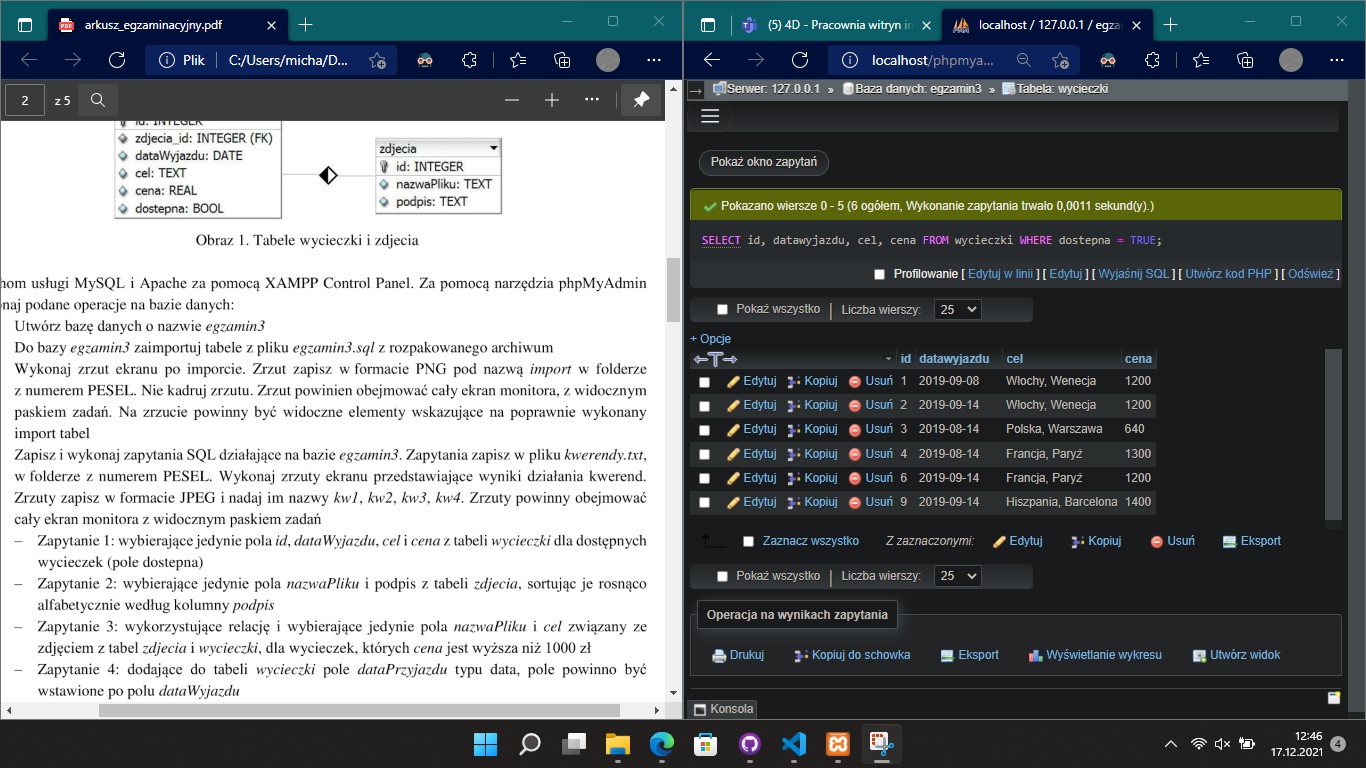 arkusz_egzaminacyjny.pdf
Plik C:/Users/micha/D...
2 z 5
id: INTEGER
zdjecia_id: INTEGER (FK)
dataWyjazdu: DATE
cel: TEXT
cena: REAL
dostepna: BOOL
zdjecia
id: INTEGER
nazwaPliku: TEXT
podpis: TEXT
Obraz 1. Tabele wycieczki i zdjecia
hom usługi MySQL i Apache za pomocą XAMPP Control Panel. Za pomocą narzędzia phpMyAdmin
onaj podane operacje na bazie danych:
Utwórz bazę danych o nazwie egzamin3
Do bazy egzamin3 zaimportuj tabele z pliku egzamin3.sql z rozpakowanego archiwum
Wykonaj zrzut ekranu po imporcie. Zrzut zapisz w formacie PNG pod nazwą import w folderze
z numerem PESEL. Nie kadruj zrzutu. Zrzut powinien obejmować cały ekran monitora, z widocznym
paskiem zadań. Na zrzucie powinny być widoczne elementy wskazujące na poprawnie wykonany
import tabel
Zapisz i wykonaj zapytania SQL działające na bazie egzamin3. Zapytania zapisz w pliku kwerendy.txt,
w folderze z numerem PESEL. Wykonaj zrzuty ekranu przedstawiające wyniki działania kwerend.
Zrzuty zapisz w formacie JPEG i nadaj im nazwy kw1, kw2, kw3, kw4. Zrzuty powinny obejmować
cały ekran monitora z widocznym paskiem zadań
– Zapytanie 1: wybierające jedynie pola id, dataWyjazdu, cel i cena z tabeli wycieczki dla dostępnych
wycieczek (pole dostepna)
– Zapytanie 2: wybierające jedynie pola nazwaPliku i podpis z tabeli zdjecia, sortując je rosnąco
alfabetycznie według kolumny podpis
– Zapytanie 3: wykorzystujące relację i wybierające jedynie pola nazwaPliku i cel związany ze
zdjęciem z tabel zdjecia i wycieczki, dla wycieczek, których cena jest wyższa niż 1000 zł
– Zapytanie 4: dodające do tabeli wycieczki pole dataPrzyjazdu typu data, pole powinno być
wstawione po polu dataWyjazdu
(5) 4D - Pracownia witryn in
localhost / 127.0.0.1 / egza
localhost/phpmya...
Serwer: 127.0.0.1 » Baza danych: egzamin3 » Tabela: wycieczki
Pokaż okno zapytań
Pokazano wiersze 0 - 5 (6 ogółem, Wykonanie zapytania trwało 0,0011 sekund(y).)
SELECT id, datawyjazdu, cel, cena FROM wycieczki WHERE dostepna = TRUE;
Profilowanie [ Edytuj w linii ] [ Edytuj ] [ Wyjaśnij SQL ] [ Utwórz kod PHP ] [ Odśwież ]
Pokaż wszystko | Liczba wierszy: 25
+ Opcje
id datawyjazdu cel cena
Edytuj Kopiuj Usuń 1 2019-09-08 Włochy, Wenecja 1200
Edytuj Kopiuj Usuń 2 2019-09-14 Włochy, Wenecja 1200
Edytuj Kopiuj Usuń 3 2019-08-14 Polska, Warszawa 640
Edytuj Kopiuj Usuń 4 2019-08-14 Francja, Paryż 1300
Edytuj Kopiuj Usuń 6 2019-09-14 Francja, Paryż 1200
Edytuj Kopiuj Usuń 9 2019-09-14 Hiszpania, Barcelona 1400
Zaznacz wszystko Z zaznaczonymi: Edytuj Kopiuj Usuń Eksport
Pokaż wszystko | Liczba wierszy: 25
Operacja na wynikach zapytania
Drukuj Kopiuj do schowka Eksport Wyświetlanie wykresu Utwórz widok
Konsola
12:46
17.12.2021
4